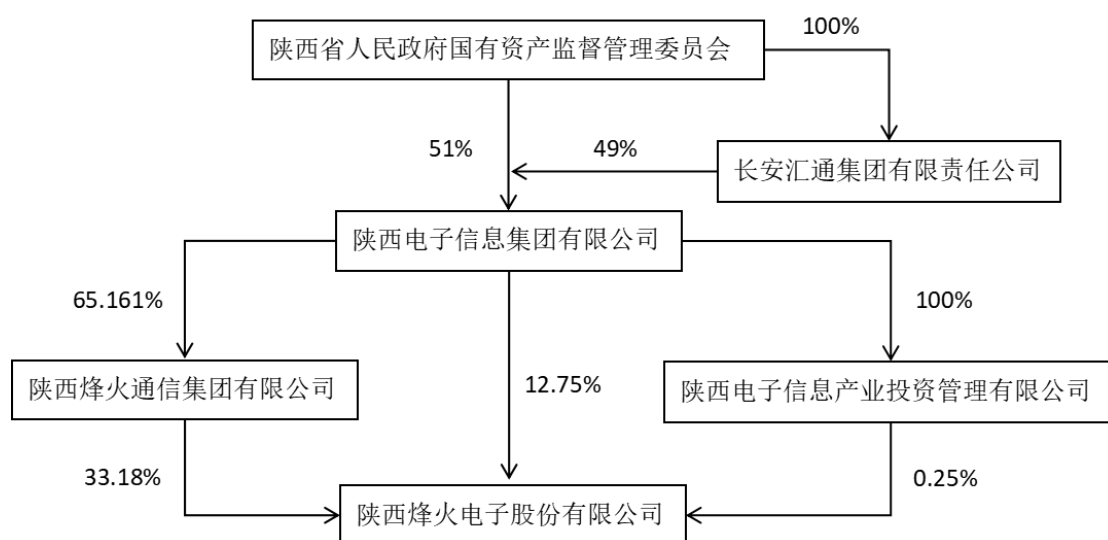 陕西省人民政府国有资产监督管理委员会
100%
51%
49%
长安汇通集团有限责任公司
陕西电子信息集团有限公司
65.161%
100%
陕西烽火通信集团有限公司
12.75%
陕西电子信息产业投资管理有限公司
33.18%
0.25%
陕西烽火电子股份有限公司